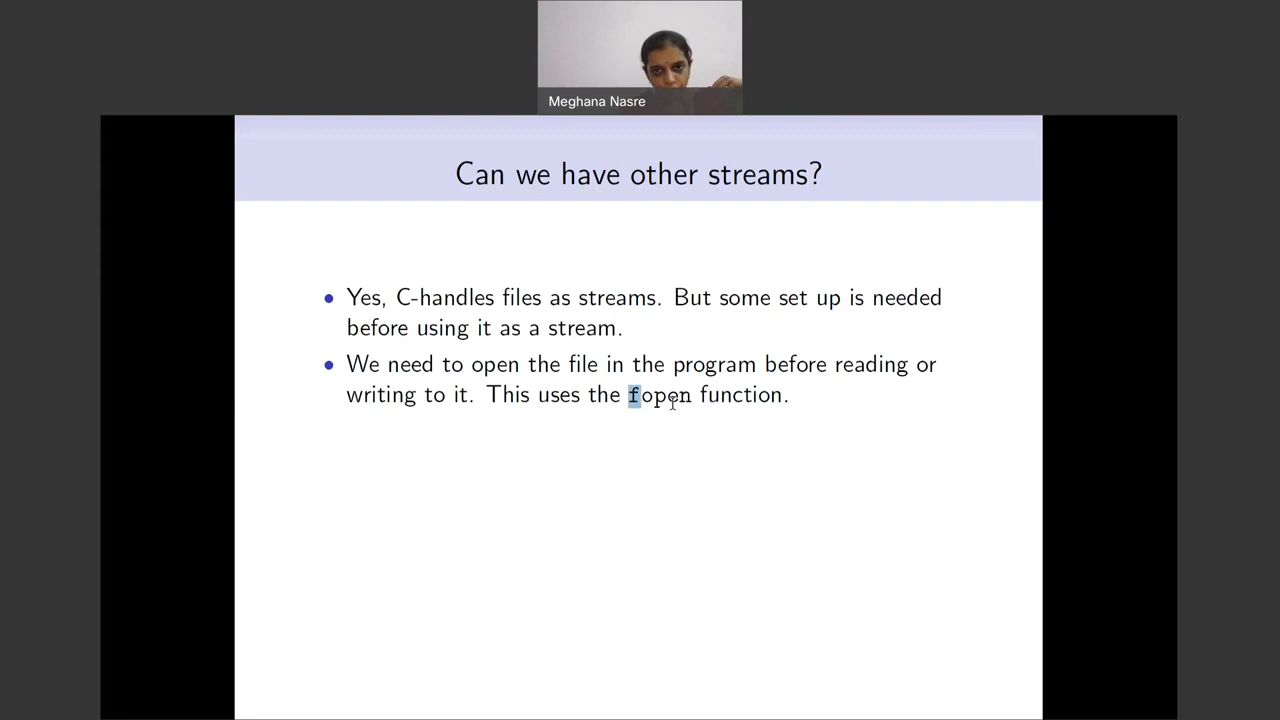 Meghana Nasre
Can we have other streams?
• Yes, C-handles files as streams. But some set up is needed
before using it as a stream.
• We need to open the file in the program before reading or
writing to it. This uses the fopen function.